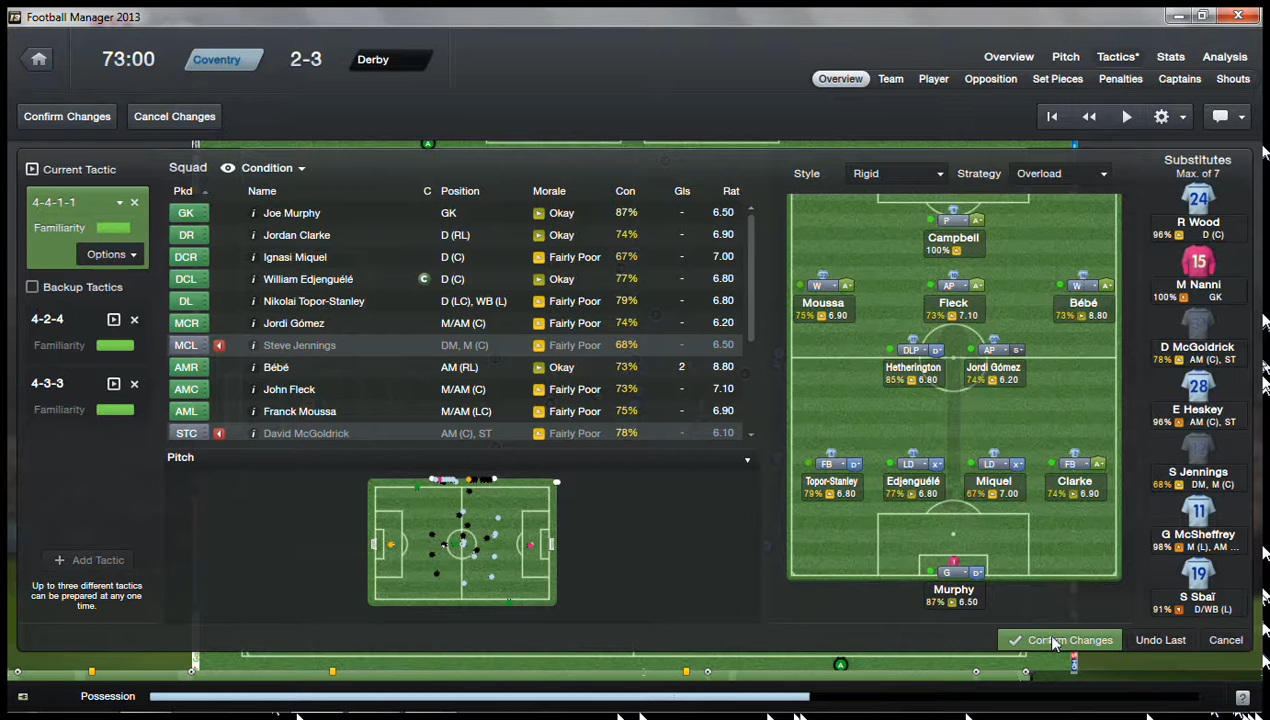 Football Manager 2013
73:00 Coventry 2-3 Derby
Overview Pitch Tactics* Stats Analysis
Overview Team Player Opposition Set Pieces Penalties Captains Shouts
Confirm Changes Cancel Changes
Current Tactic
4-4-1-1
Familiarity
Options
Backup Tactics
4-2-4
Familiarity
4-3-3
Familiarity
Add Tactic
Up to three different tactics
can be prepared at any one
time.
Squad Condition
Pkd Name C Position Morale Con Gls Rat
GK i Joe Murphy GK Okay 87% - 6.50
DR i Jordan Clarke D (RL) Okay 74% - 6.90
DCR i Ignasi Miquel D (C) Fairly Poor 67% - 7.00
DCL i William Edjenguélé C D (C) Okay 77% - 6.80
DL i Nikolai Topor-Stanley D (LC), WB (L) Fairly Poor 79% - 6.80
MCR i Jordi Gómez M/AM (C) Fairly Poor 74% - 6.20
MCL i Steve Jennings DM, M (C) Fairly Poor 68% - 6.50
AMR i Bébé AM (RL) Okay 73% 2 8.80
AMC i John Fleck M/AM (C) Fairly Poor 73% - 7.10
AML i Franck Moussa M/AM (LC) Fairly Poor 75% - 6.90
STC i David McGoldrick AM (C), ST Fairly Poor 78% - 6.10
Pitch
Style Rigid Strategy Overload
P A
Campbell
100%
W A AP A W A
Moussa Fleck Bébé
75% 6.90 73% 7.10 73% 8.80
DLP D AP S
Hetherington Jordi Gómez
85% 6.80 74% 6.20
FB D LD X LD X FB A
Topor-Stanley Edjenguélé Miquel Clarke
79% 6.80 77% 6.80 67% 7.00 74% 6.90
G D
Murphy
87% 6.50
Substitutes
Max. of 7
24
R Wood
96% D (C)
15
M Nanni
100% GK
D McGoldrick
78% AM (C), ST
28
E Heskey
96% AM (C), ST
S Jennings
68% DM, M (C)
11
G McSheffrey
98% M (L), AM ...
19
S Sbaï
91% D/WB (L)
Confirm Changes Undo Last Cancel
A
A
Possession
?